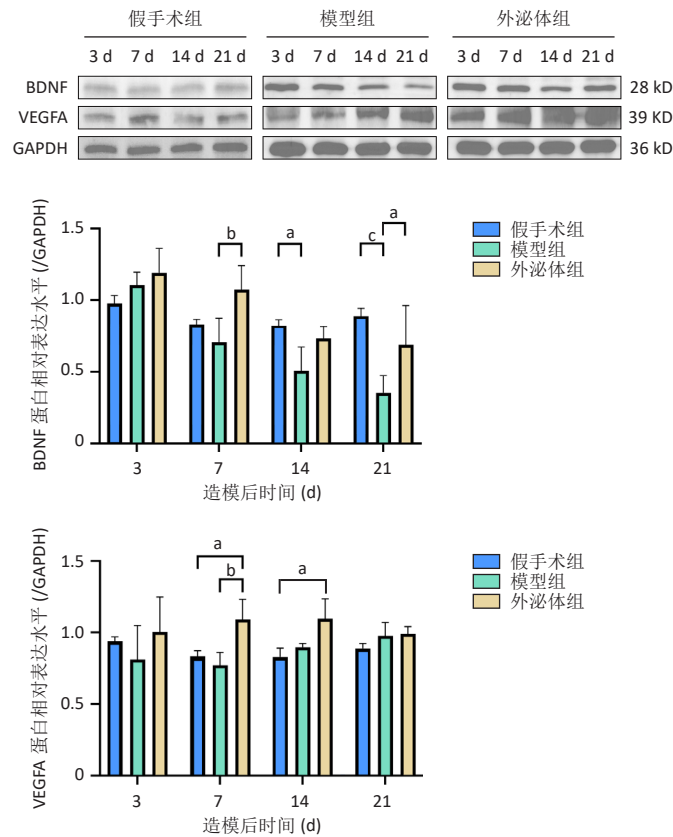 假手术组 模型组 外泌体组
3 d 7 d 14 d 21 d 3 d 7 d 14 d 21 d 3 d 7 d 14 d 21 d
BDNF 28 kD
VEGFA 39 kD
GAPDH 36 kD
BDNF 蛋白相对表达水平 (/GAPDH)
1.5
1.0
0.5
0
b
a
c
a
假手术组
模型组
外泌体组
3 7 14 21
造模后时间 (d)
VEGFA 蛋白相对表达水平 (/GAPDH)
1.5
1.0
0.5
0
a
b
a
假手术组
模型组
外泌体组
3 7 14 21
造模后时间 (d)